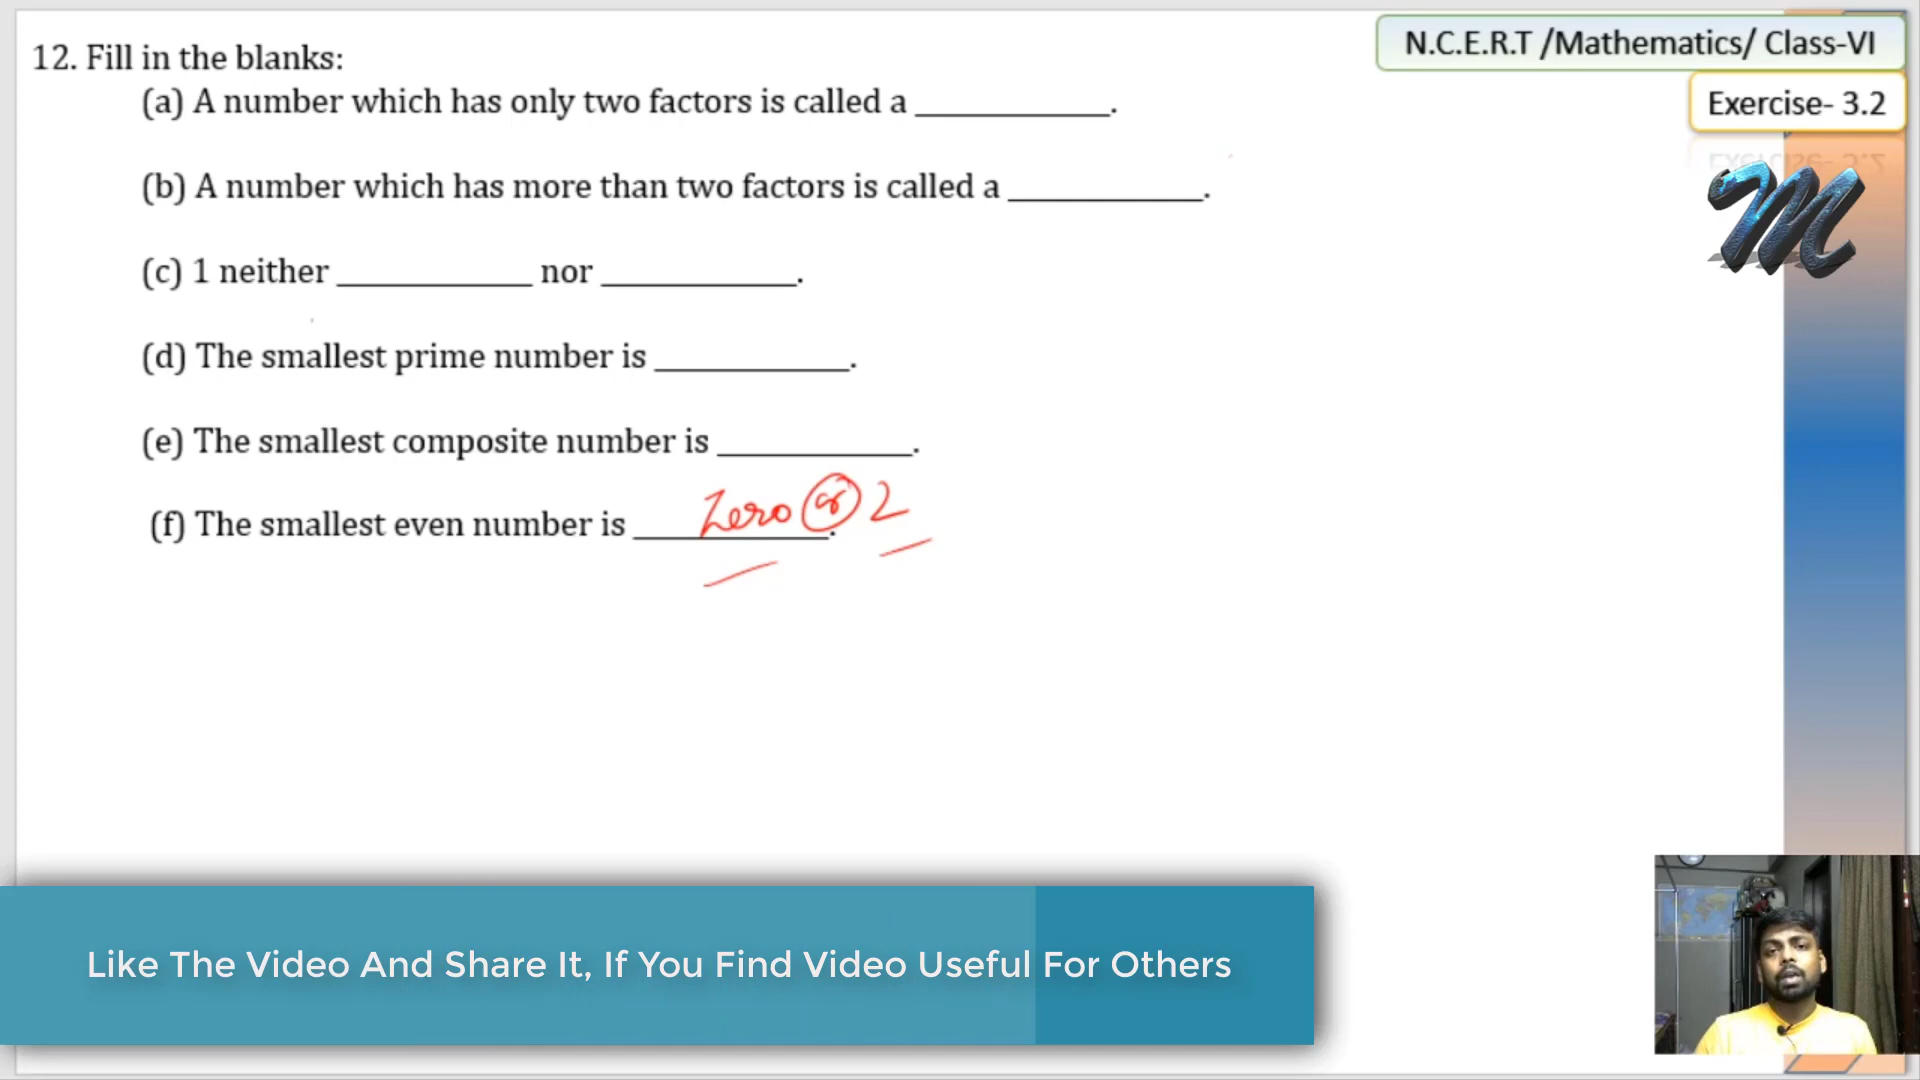 N.C.E.R.T /Mathematics/ Class-VI
Exercise- 3.2
12. Fill in the blanks:
(a) A number which has only two factors is called a ____________.
(b) A number which has more than two factors is called a ____________.
(c) 1 neither ____________ nor ____________.
(d) The smallest prime number is ____________.
(e) The smallest composite number is ____________.
(f) The smallest even number is ____________. Zero or 2
M
Like The Video And Share It, If You Find Video Useful For Others